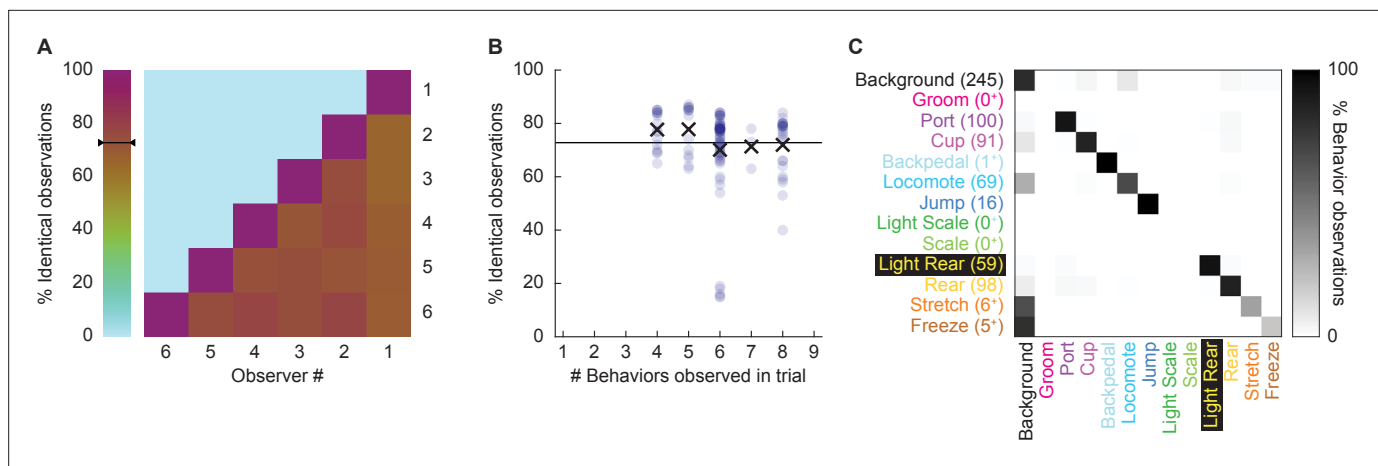 A
B
C
% Identical observations
100
80
60
40
20
0
1
2
3
4
5
6
6 5 4 3 2 1
Observer #
% Identical observations
100
80
60
40
20
0
1 2 3 4 5 6 7 8 9
# Behaviors observed in trial
Background (245)
Groom (0+)
Port (100)
Cup (91)
Backpedal (1+)
Locomote (69)
Jump (16)
Light Scale (0+)
Scale (0+)
Light Rear (59)
Rear (98)
Stretch (6+)
Freeze (5+)
Background
Groom
Port
Cup
Backpedal
Locomote
Jump
Light Scale
Scale
Light Rear
Rear
Stretch
Freeze
100
0
% Behavior observations